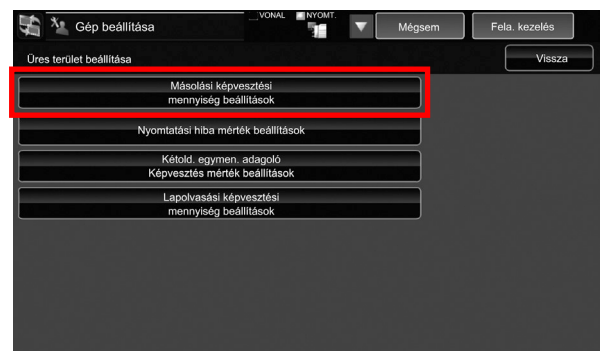 Gép beállítása
VONAL
NYOMT.
Mégsem
Fela. kezelés
Üres terület beállítása
Vissza
Másolási képvesztési
mennyiség beállítások
Nyomtatási hiba mérték beállítások
Kétold. egymen. adagoló
Képvesztés mérték beállítások
Lapolvasási képvesztési
mennyiség beállítások